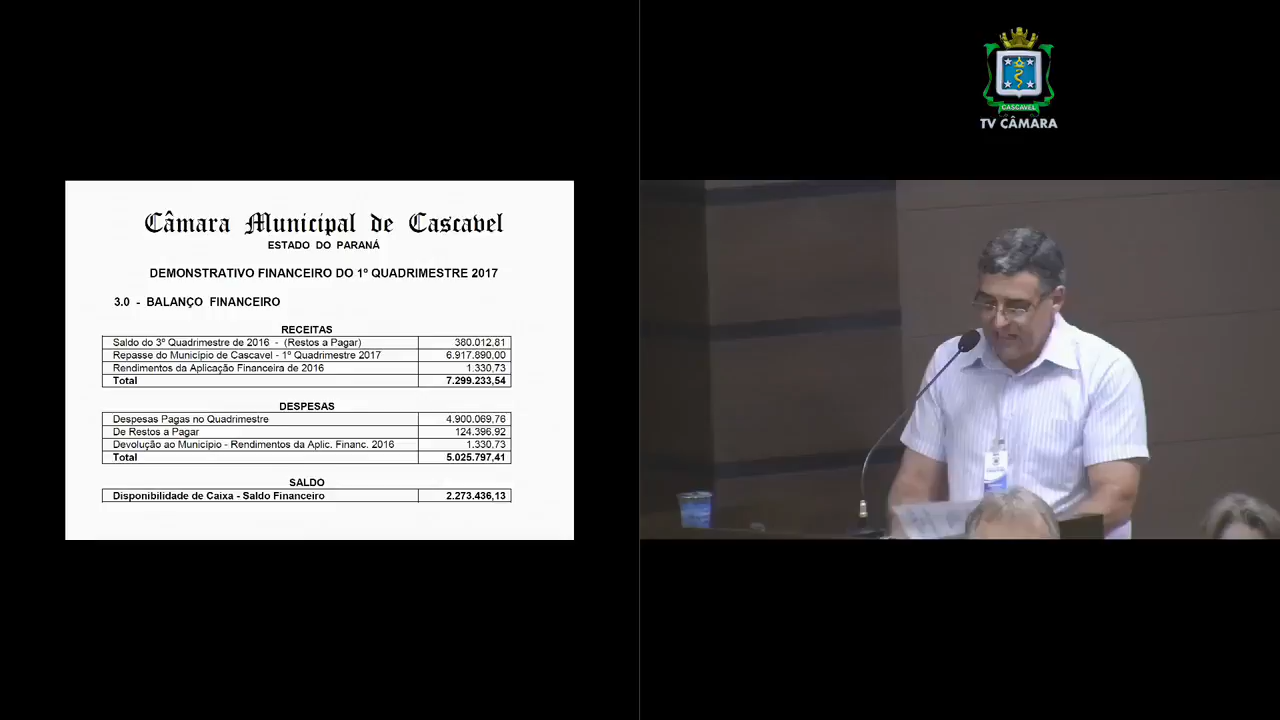 Câmara Municipal de Cascavel
ESTADO DO PARANÁ
DEMONSTRATIVO FINANCEIRO DO 1º QUADRIMESTRE 2017
3.0 - BALANÇO FINANCEIRO
RECEITAS
Saldo do 3º Quadrimestre de 2016 - (Restos a Pagar) 380.012,81
Repasse do Município de Cascavel - 1º Quadrimestre 2017 6.917.890,00
Rendimentos da Aplicação Financeira de 2016 1.330,73
Total 7.299.233,54
DESPESAS
Despesas Pagas no Quadrimestre 4.900.069,76
De Restos a Pagar 124.396,92
Devolução ao Município - Rendimentos da Aplic. Financ. 2016 1.330,73
Total 5.025.797,41
SALDO
Disponibilidade de Caixa - Saldo Financeiro 2.273.436,13
CASCAVEL
TV CÂMARA